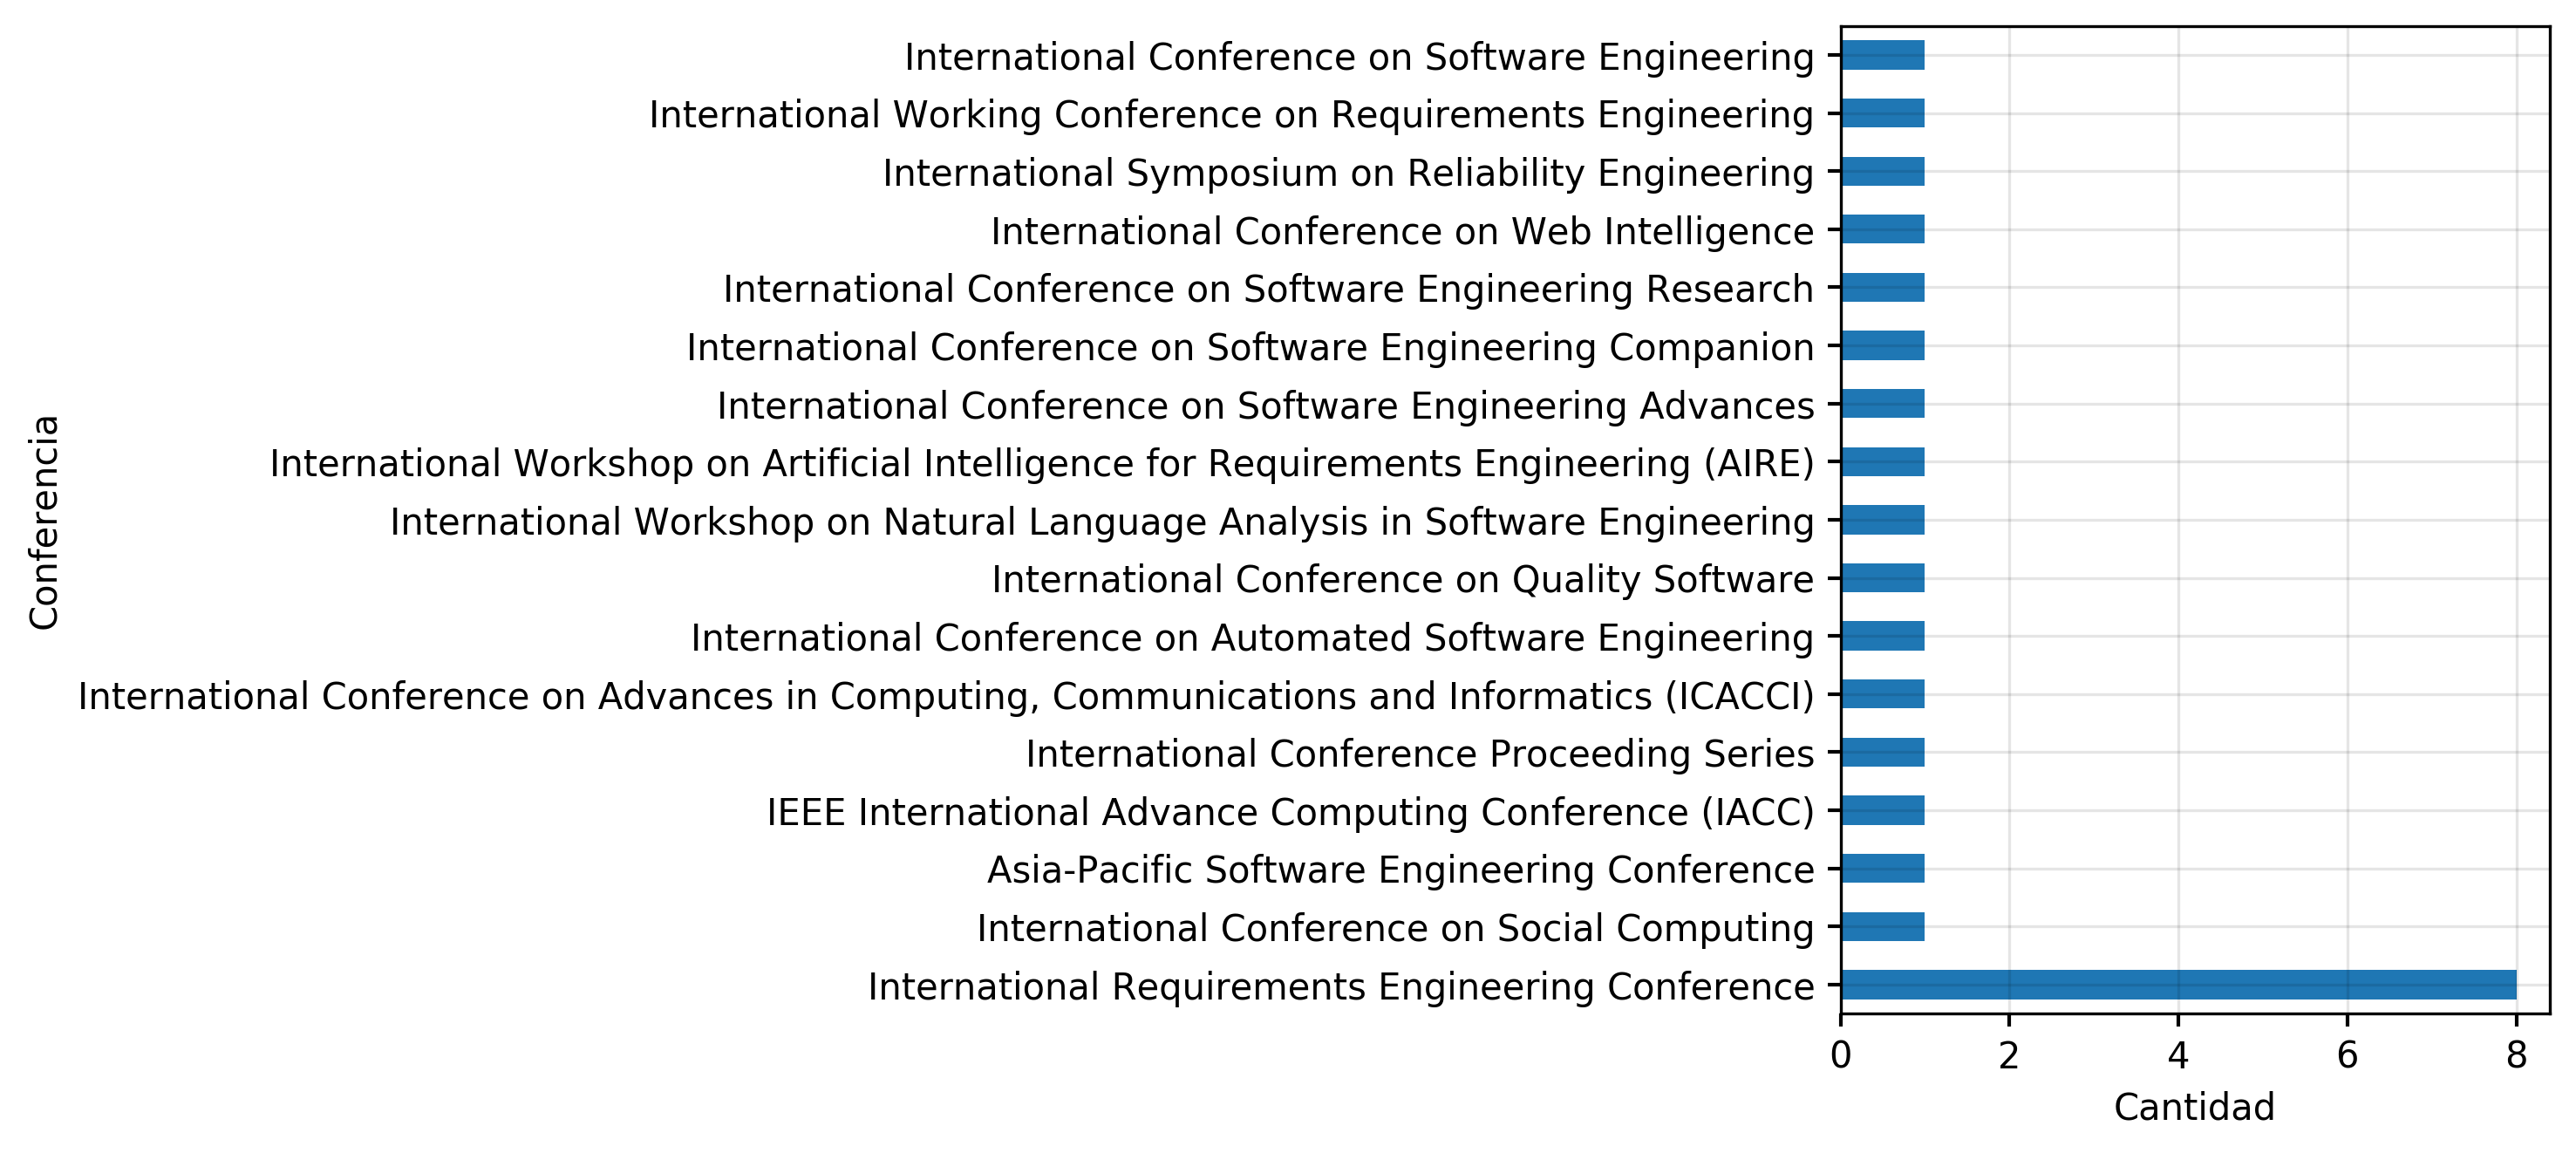 International Conference on Software Engineering
International Working Conference on Requirements Engineering
International Symposium on Reliability Engineering
International Conference on Web Intelligence
International Conference on Software Engineering Research
International Conference on Software Engineering Companion
International Conference on Software Engineering Advances
International Workshop on Artificial Intelligence for Requirements Engineering (AIRE)
International Workshop on Natural Language Analysis in Software Engineering
International Conference on Quality Software
International Conference on Automated Software Engineering
International Conference on Advances in Computing, Communications and Informatics (ICACCI)
International Conference Proceeding Series
IEEE International Advance Computing Conference (IACC)
Asia-Pacific Software Engineering Conference
International Conference on Social Computing
International Requirements Engineering Conference
Conferencia
0 2 4 6 8
Cantidad